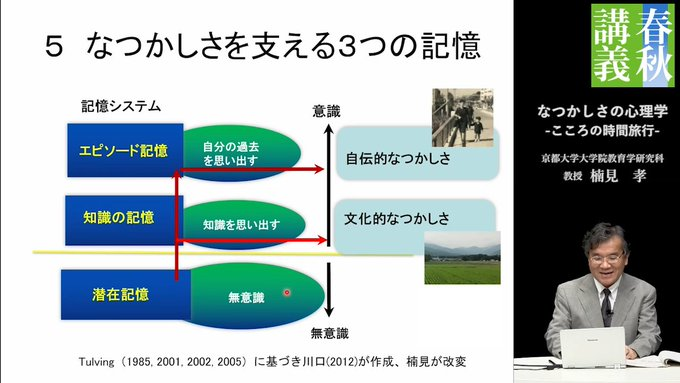 5 なつかしさを支える3つの記憶
記憶システム
意識
エピソード記憶
自分の過去
を思い出す
自伝的なつかしさ
知識の記憶
知識を思い出す
文化的なつかしさ
潜在記憶
無意識
無意識
Tulving (1985, 2001, 2002, 2005) に基づき川口(2012)が作成、楠見が改変
春秋
講義
なつかしさの心理学
-こころの時間旅行-
京都大学大学院教育学研究科
教授 楠見 孝